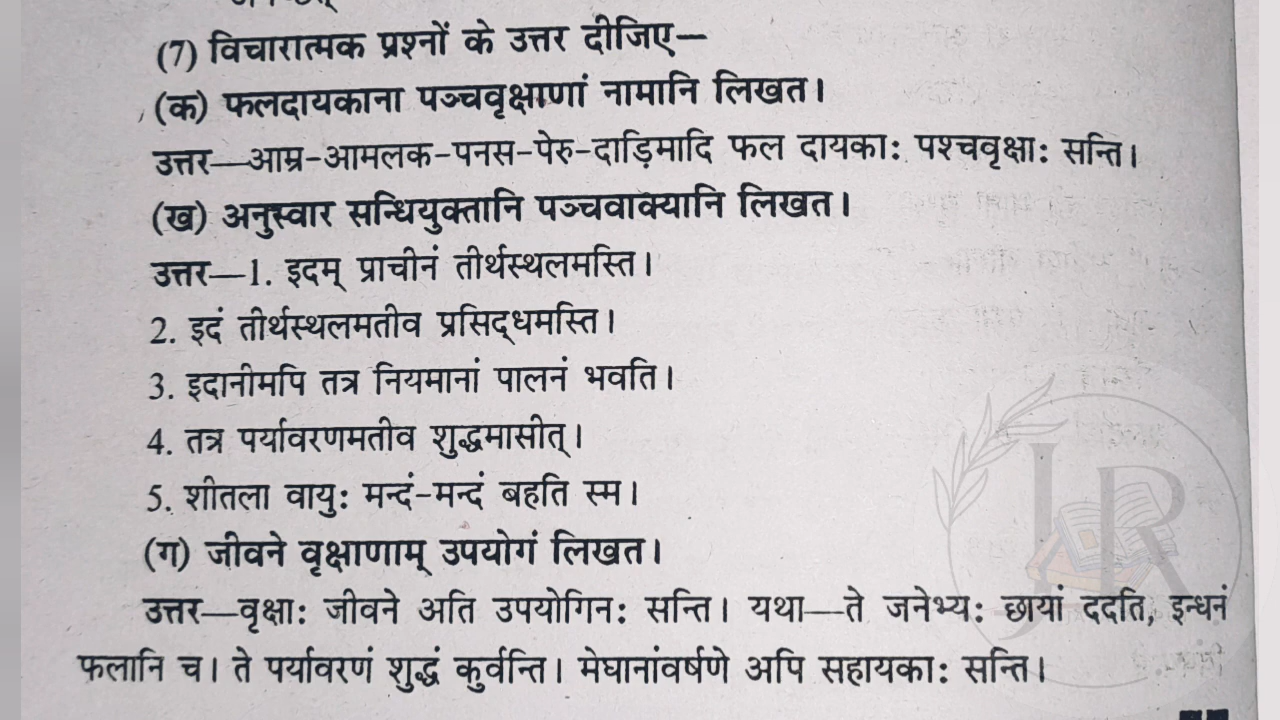 (7) विचारात्मक प्रश्नों के उत्तर दीजिए—
(क) फलदायकाना पञ्चवृक्षाणां नामानि लिखत।
उत्तर—आम्र-आमलक-पनस-पेरु-दाड़िमादि फल दायकाः पश्चवृक्षाः सन्ति।
(ख) अनुस्वार सन्धियुक्तानि पञ्चवाक्यानि लिखत।
उत्तर—1. इदम् प्राचीनं तीर्थस्थलमस्ति।
2. इदं तीर्थस्थलमतीव प्रसिद्धमस्ति।
3. इदानीमपि तत्र नियमानां पालनं भवति।
4. तत्र पर्यावरणमतीव शुद्धमासीत्।
5. शीतला वायुः मन्दं-मन्दं बहति स्म।
(ग) जीवने वृक्षाणाम् उपयोगं लिखत।
उत्तर—वृक्षाः जीवने अति उपयोगिनः सन्ति। यथा—ते जनेभ्यः छायां ददति, इन्धनं
फलानि च। ते पर्यावरणं शुद्धं कुर्वन्ति। मेघानांवर्षणे अपि सहायकाः सन्ति।
JR